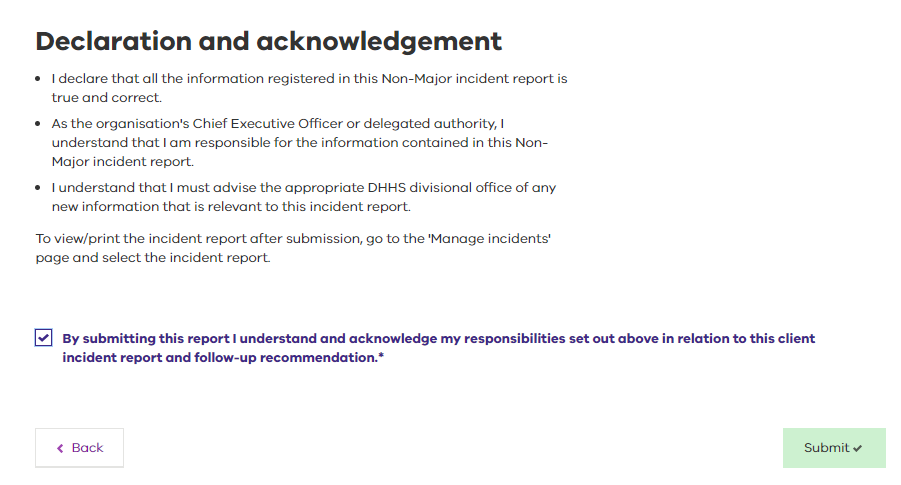 Declaration and acknowledgement
• I declare that all the information registered in this Non-Major incident report is
true and correct.
• As the organisation's Chief Executive Officer or delegated authority, I
understand that I am responsible for the information contained in this Non-
Major incident report.
• I understand that I must advise the appropriate DHHS divisional office of any
new information that is relevant to this incident report.
To view/print the incident report after submission, go to the 'Manage incidents'
page and select the incident report.
By submitting this report I understand and acknowledge my responsibilities set out above in relation to this client
incident report and follow-up recommendation.*
Back
Submit